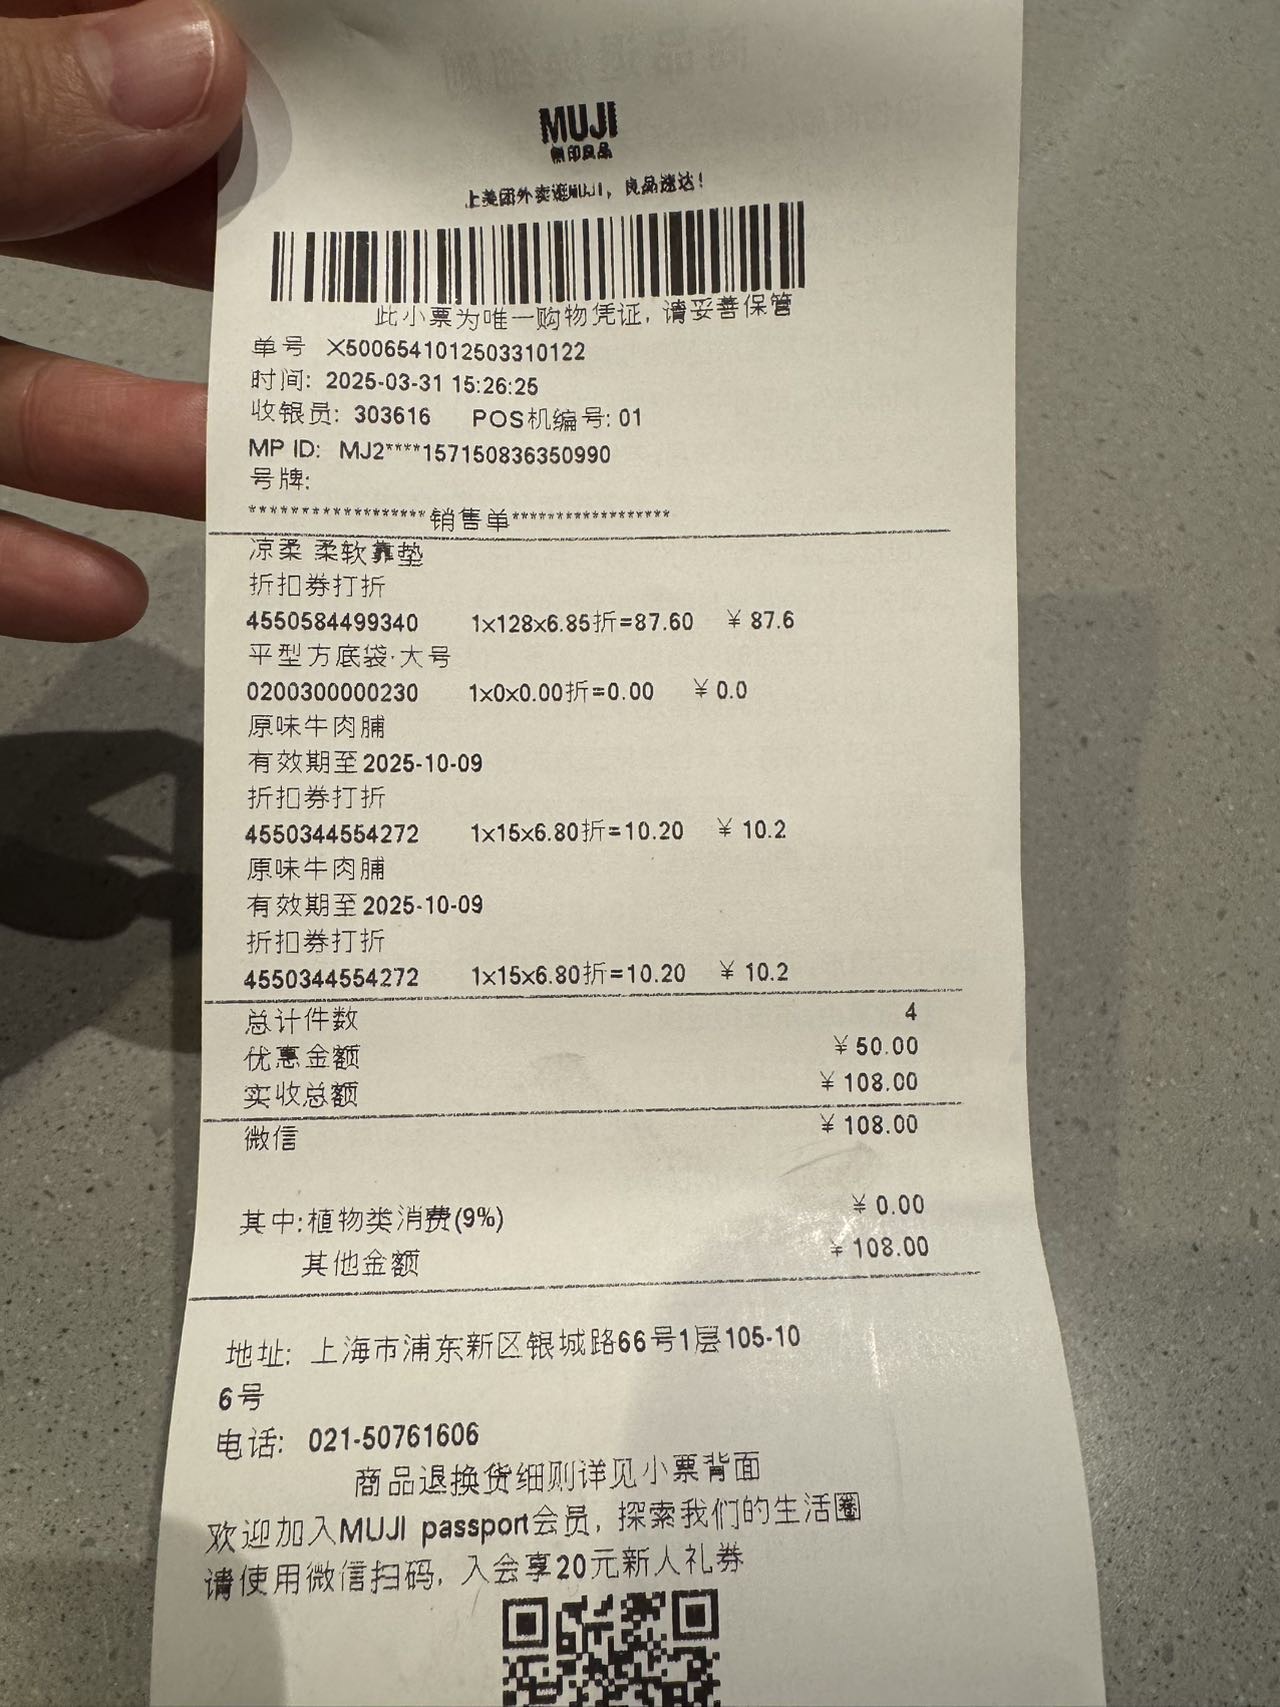 MUJI
無印良品
上美团外卖逛MUJI，良品速达！
此小票为唯一购物凭证，请妥善保管
单号 X5006541012503310122
时间: 2025-03-31 15:26:25
收银员: 303616 POS机编号: 01
MP ID: MJ2****157150836350990
号牌:
******************销售单*****************
凉柔 柔软靠垫
折扣券打折
4550584499340 1x128x6.85折=87.60 ¥ 87.6
平型方底袋·大号
0200300000230 1x0x0.00折=0.00 ¥ 0.0
原味牛肉脯
有效期至2025-10-09
折扣券打折
4550344554272 1x15x6.80折=10.20 ¥ 10.2
原味牛肉脯
有效期至2025-10-09
折扣券打折
4550344554272 1x15x6.80折=10.20 ¥ 10.2
总计件数 4
优惠金额 ¥ 50.00
实收总额 ¥ 108.00
微信 ¥ 108.00
其中:植物类消费(9%) ¥ 0.00
其他金额 ¥ 108.00
地址: 上海市浦东新区银城路66号1层105-10
6号
电话: 021-50761606
商品退换货细则详见小票背面
欢迎加入MUJI passport会员，探索我们的生活圈
请使用微信扫码，入会享20元新人礼券